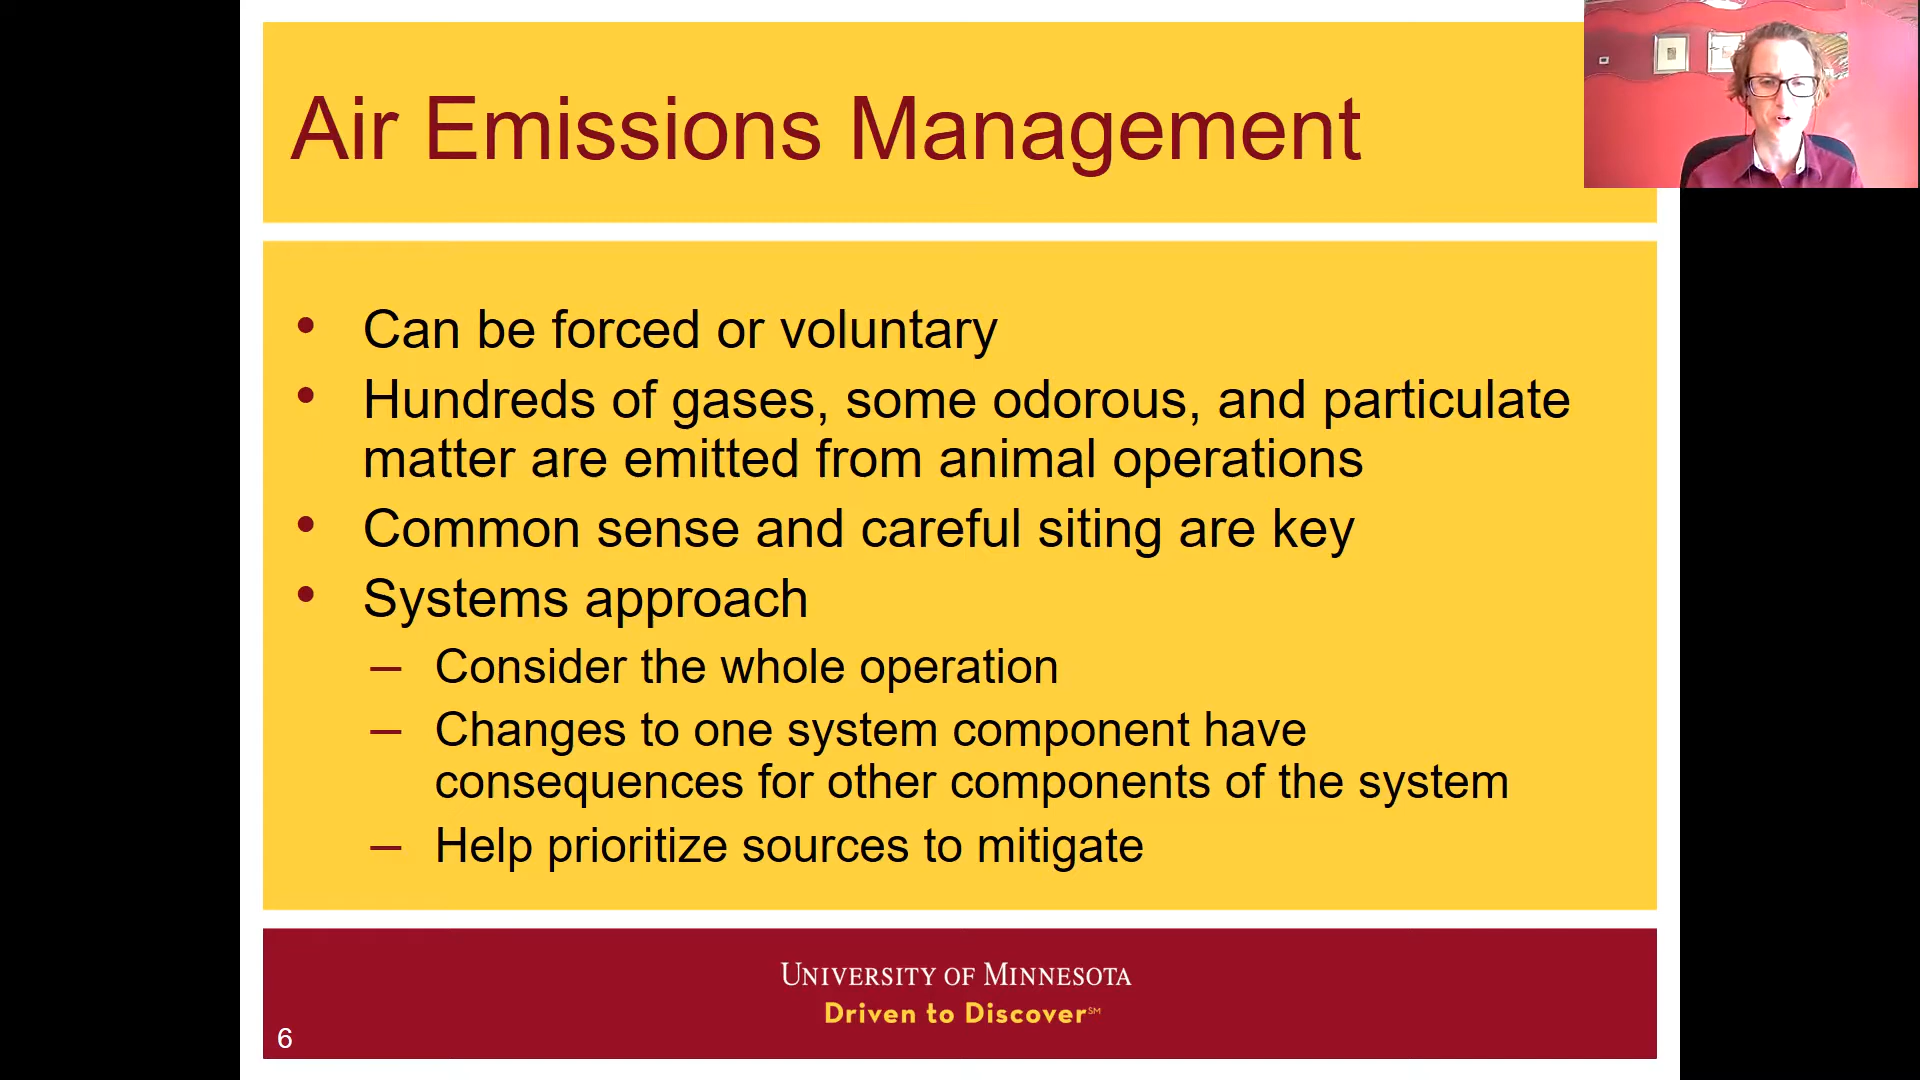 Air Emissions Management
• Can be forced or voluntary
• Hundreds of gases, some odorous, and particulate
matter are emitted from animal operations
• Common sense and careful siting are key
• Systems approach
– Consider the whole operation
– Changes to one system component have
consequences for other components of the system
– Help prioritize sources to mitigate
UNIVERSITY OF MINNESOTA
Driven to Discover℠
6